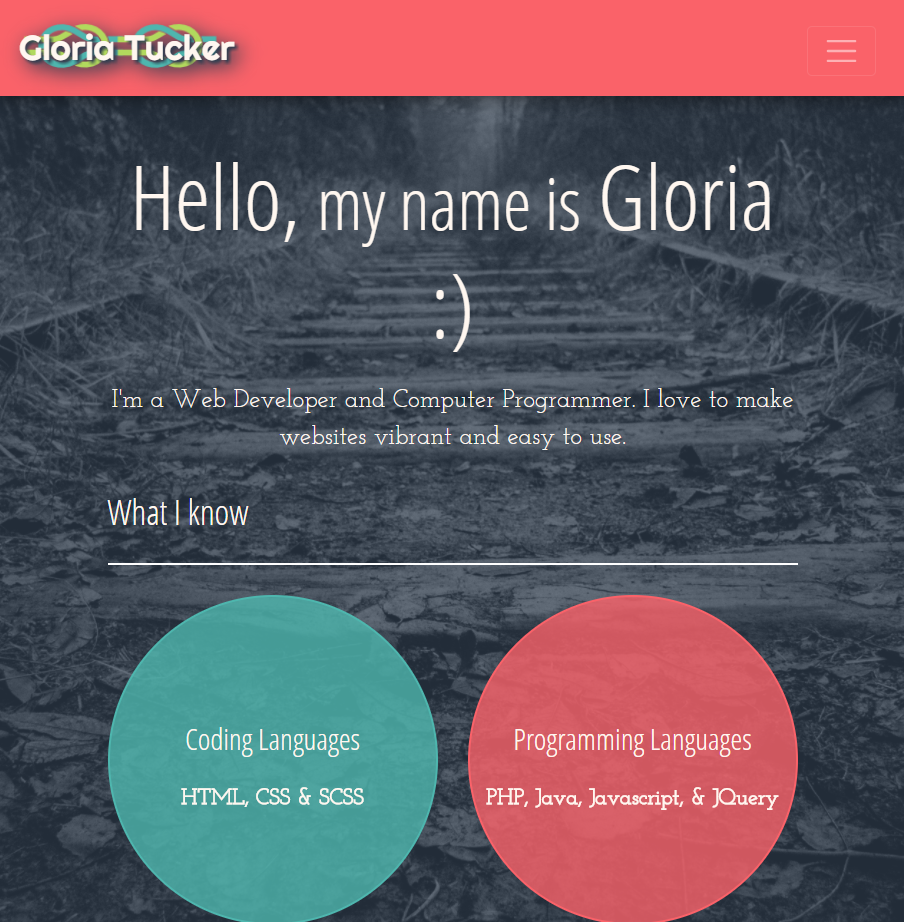 Gloria Tucker
Hello, my name is Gloria
:)
I'm a Web Developer and Computer Programmer. I love to make
websites vibrant and easy to use.
What I know
Coding Languages
HTML, CSS & SCSS
Programming Languages
PHP, Java, Javascript, & JQuery